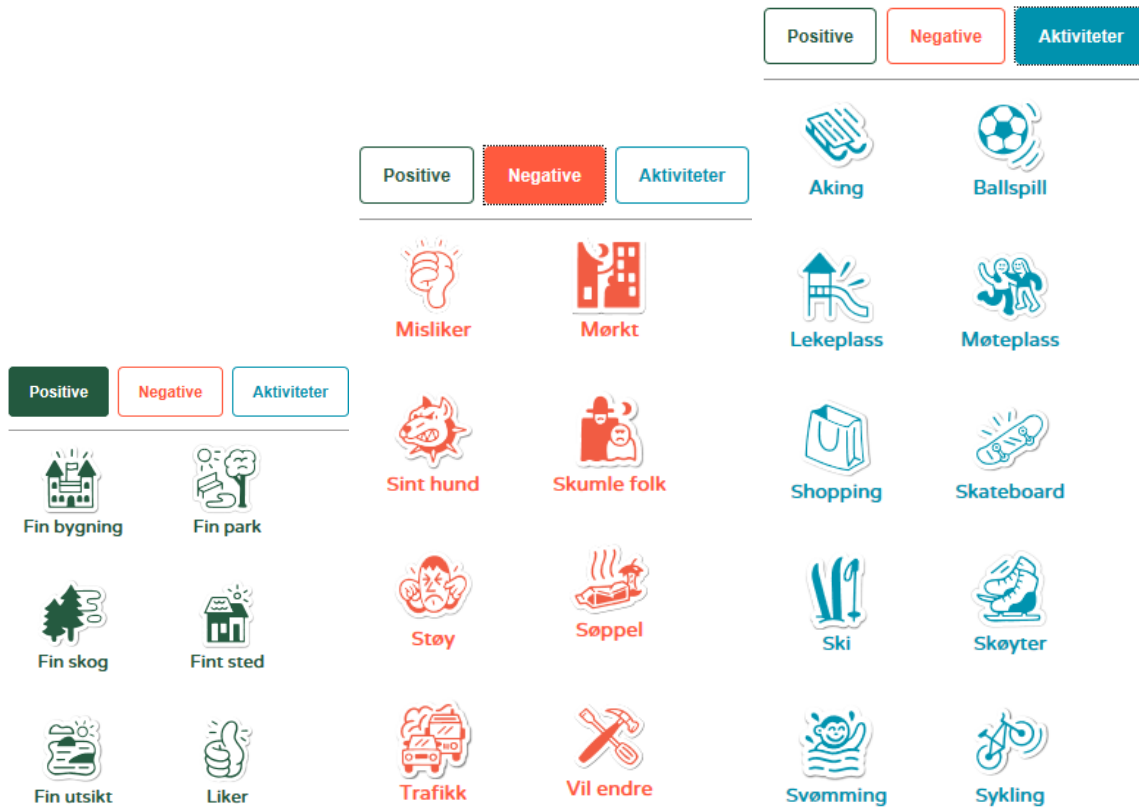 Positive
Negative
Aktiviteter
Fin bygning
Fin park
Fin skog
Fint sted
Fin utsikt
Liker
Positive
Negative
Aktiviteter
Misliker
Mørkt
Sint hund
Skumle folk
Støy
Søppel
Trafikk
Vil endre
Positive
Negative
Aktiviteter
Aking
Ballspill
Lekeplass
Møteplass
Shopping
Skateboard
Ski
Skøyter
Svømming
Sykling